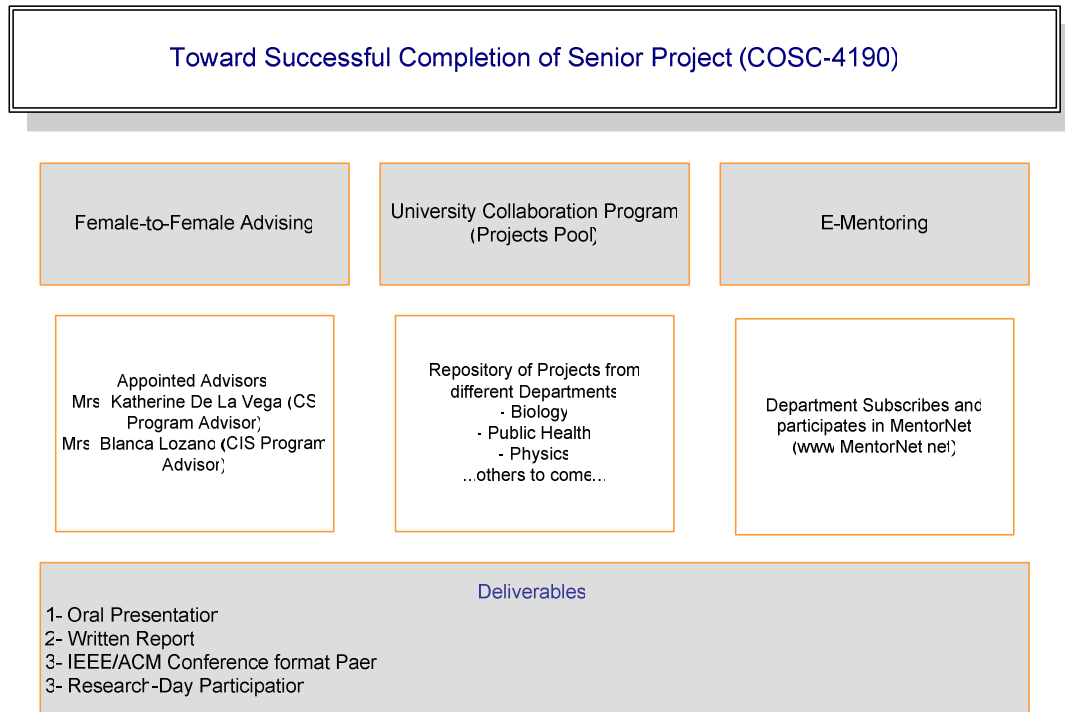 Toward Successful Completion of Senior Project (COSC-4190)
Female-to-Female Advising
University Collaboration Program
(Projects Pool)
E-Mentoring
Appointed Advisors
Mrs. Katherine De La Vega (CS
Program Advisor)
Mrs. Blanca Lozano (CIS Program
Advisor)
Repository of Projects from
different Departments
- Biology
- Public Health
- Physics
...others to come...
Department Subscribes and
participates in MentorNet
(www.MentorNet.net)
Deliverables
1- Oral Presentation
2- Written Report
3- IEEE/ACM Conference format Paer
3- Research-Day Participation